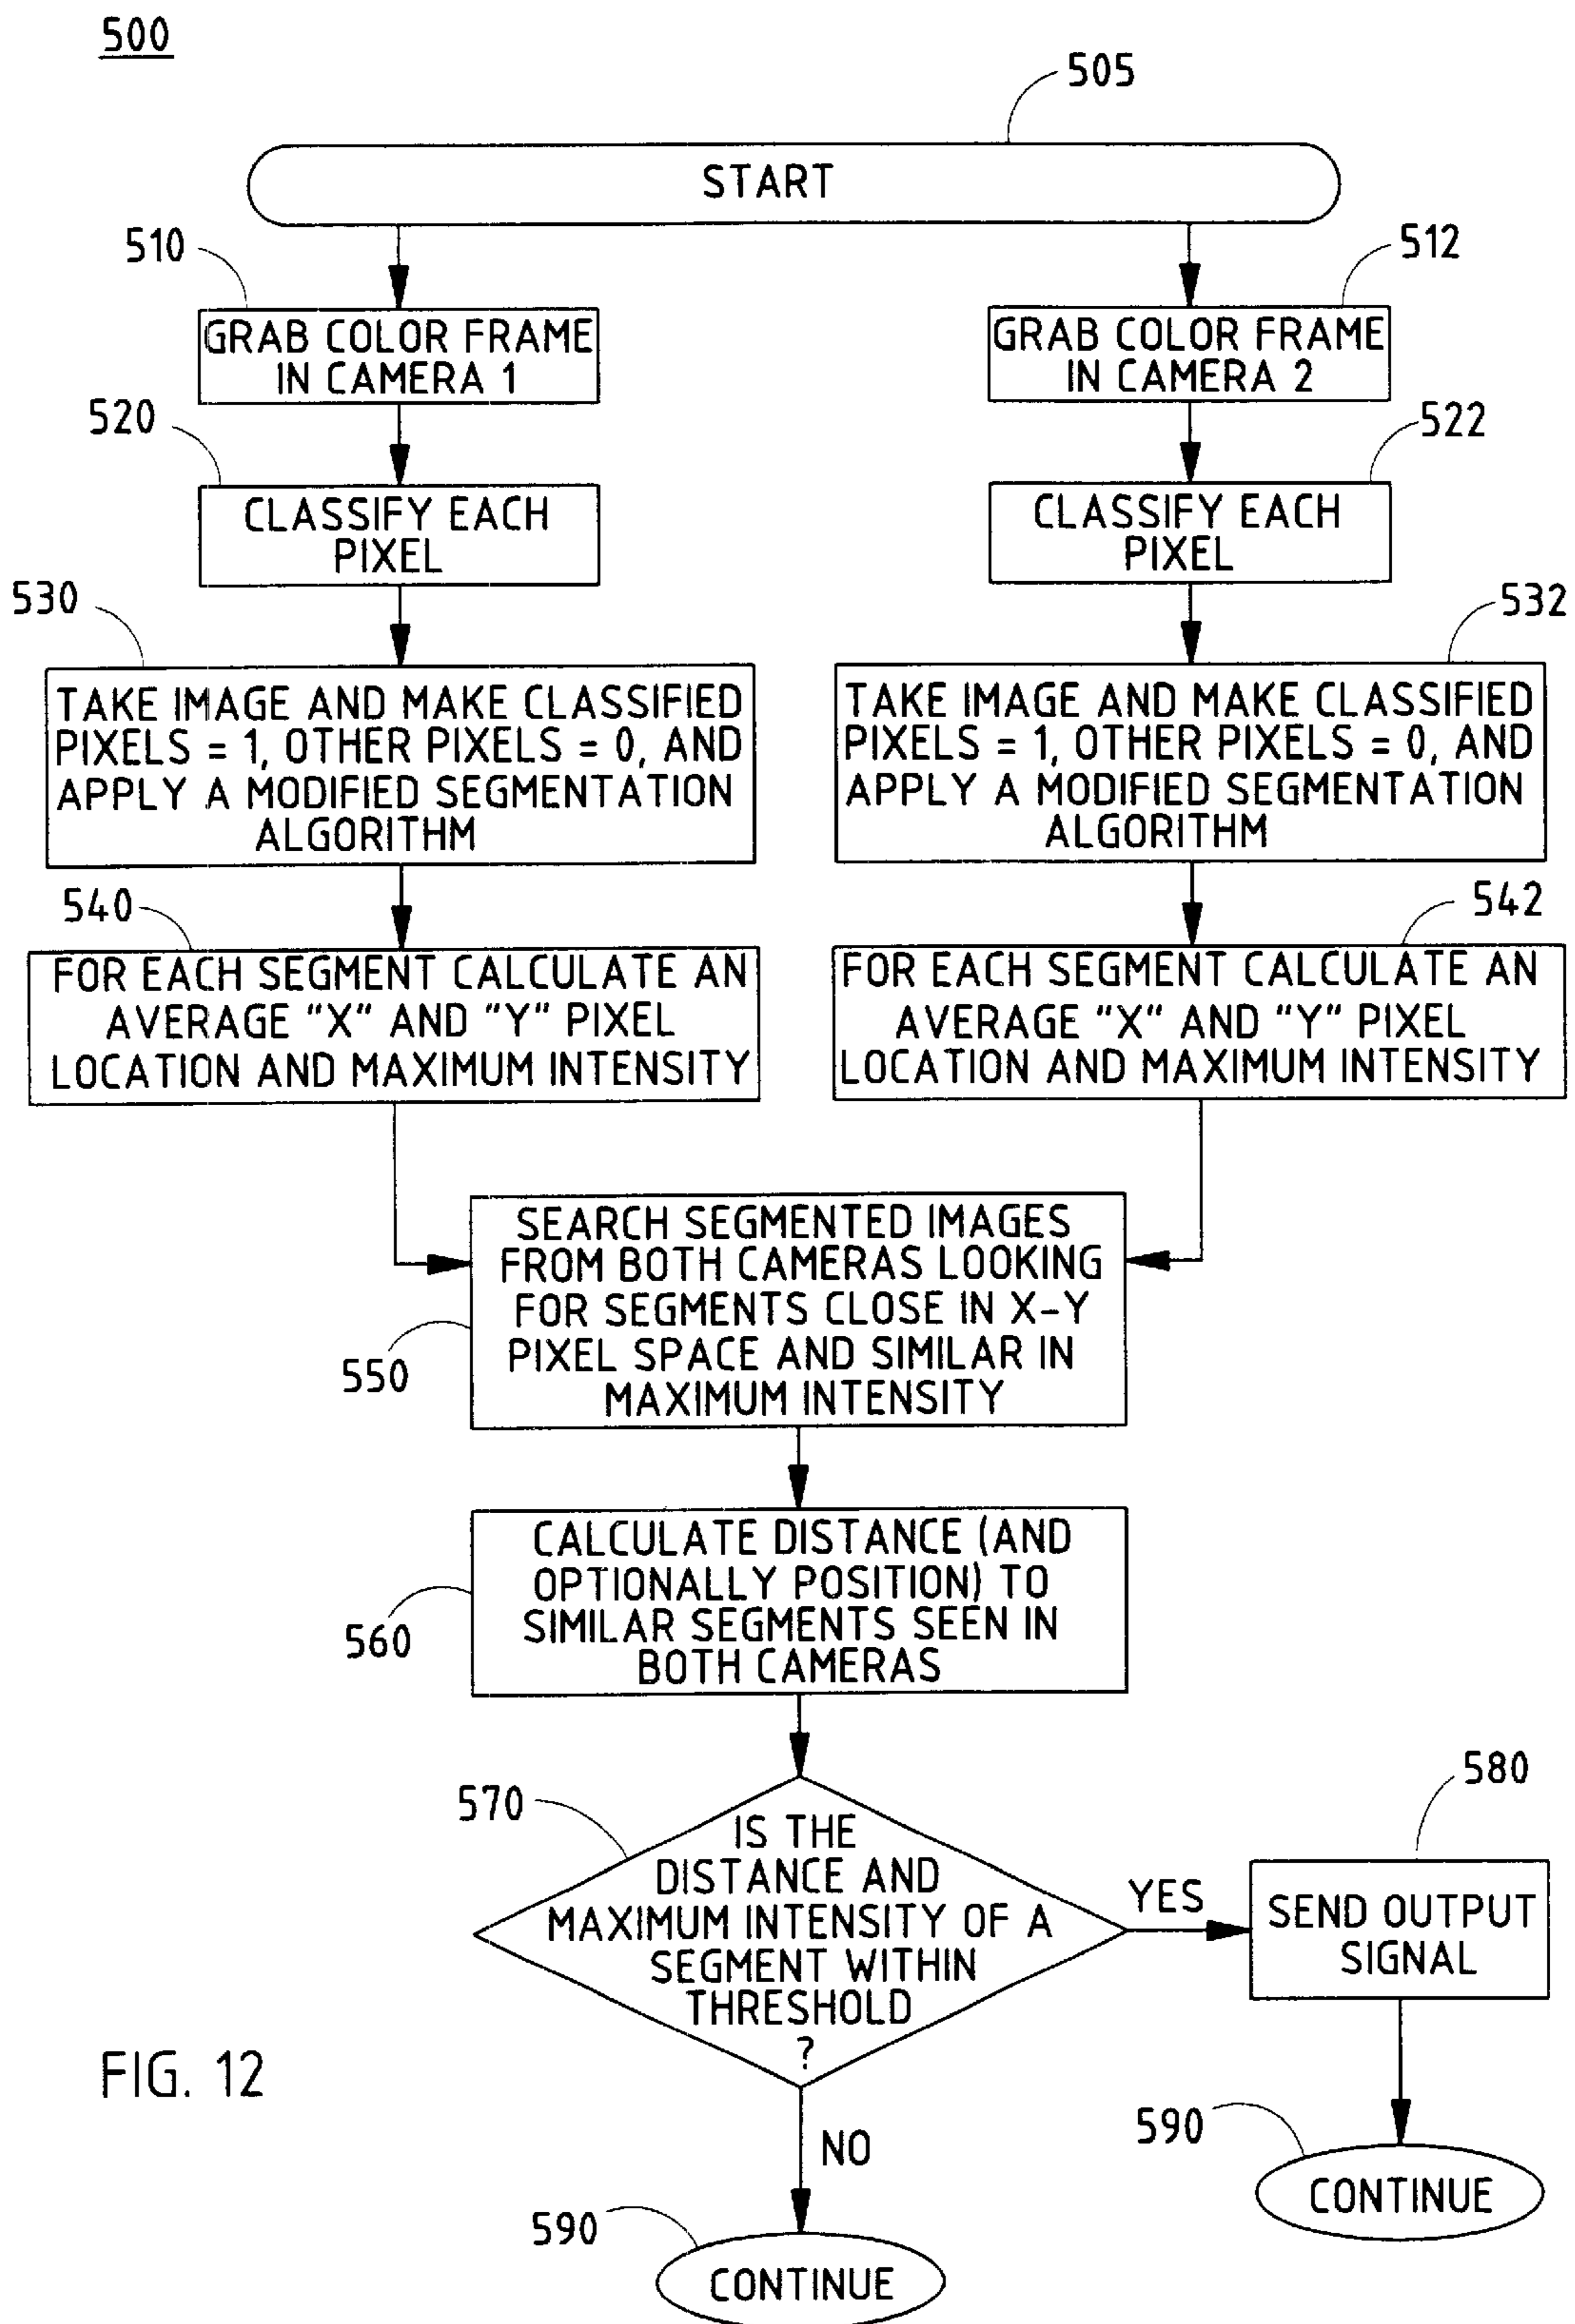 500
505
START
510
512
GRAB COLOR FRAME
IN CAMERA 1
GRAB COLOR FRAME
IN CAMERA 2
520
522
CLASSIFY EACH
PIXEL
CLASSIFY EACH
PIXEL
530
532
TAKE IMAGE AND MAKE CLASSIFIED
PIXELS = 1, OTHER PIXELS = 0, AND
APPLY A MODIFIED SEGMENTATION
ALGORITHM
TAKE IMAGE AND MAKE CLASSIFIED
PIXELS = 1, OTHER PIXELS = 0, AND
APPLY A MODIFIED SEGMENTATION
ALGORITHM
540
542
FOR EACH SEGMENT CALCULATE AN
AVERAGE "X" AND "Y" PIXEL
LOCATION AND MAXIMUM INTENSITY
FOR EACH SEGMENT CALCULATE AN
AVERAGE "X" AND "Y" PIXEL
LOCATION AND MAXIMUM INTENSITY
SEARCH SEGMENTED IMAGES
FROM BOTH CAMERAS LOOKING
FOR SEGMENTS CLOSE IN X-Y
PIXEL SPACE AND SIMILAR IN
MAXIMUM INTENSITY
550
CALCULATE DISTANCE (AND
OPTIONALLY POSITION) TO
SIMILAR SEGMENTS SEEN IN
BOTH CAMERAS
560
570
IS THE
DISTANCE AND
MAXIMUM INTENSITY OF A
SEGMENT WITHIN
THRESHOLD
?
YES
580
SEND OUTPUT
SIGNAL
NO
590
CONTINUE
590
CONTINUE
FIG. 12